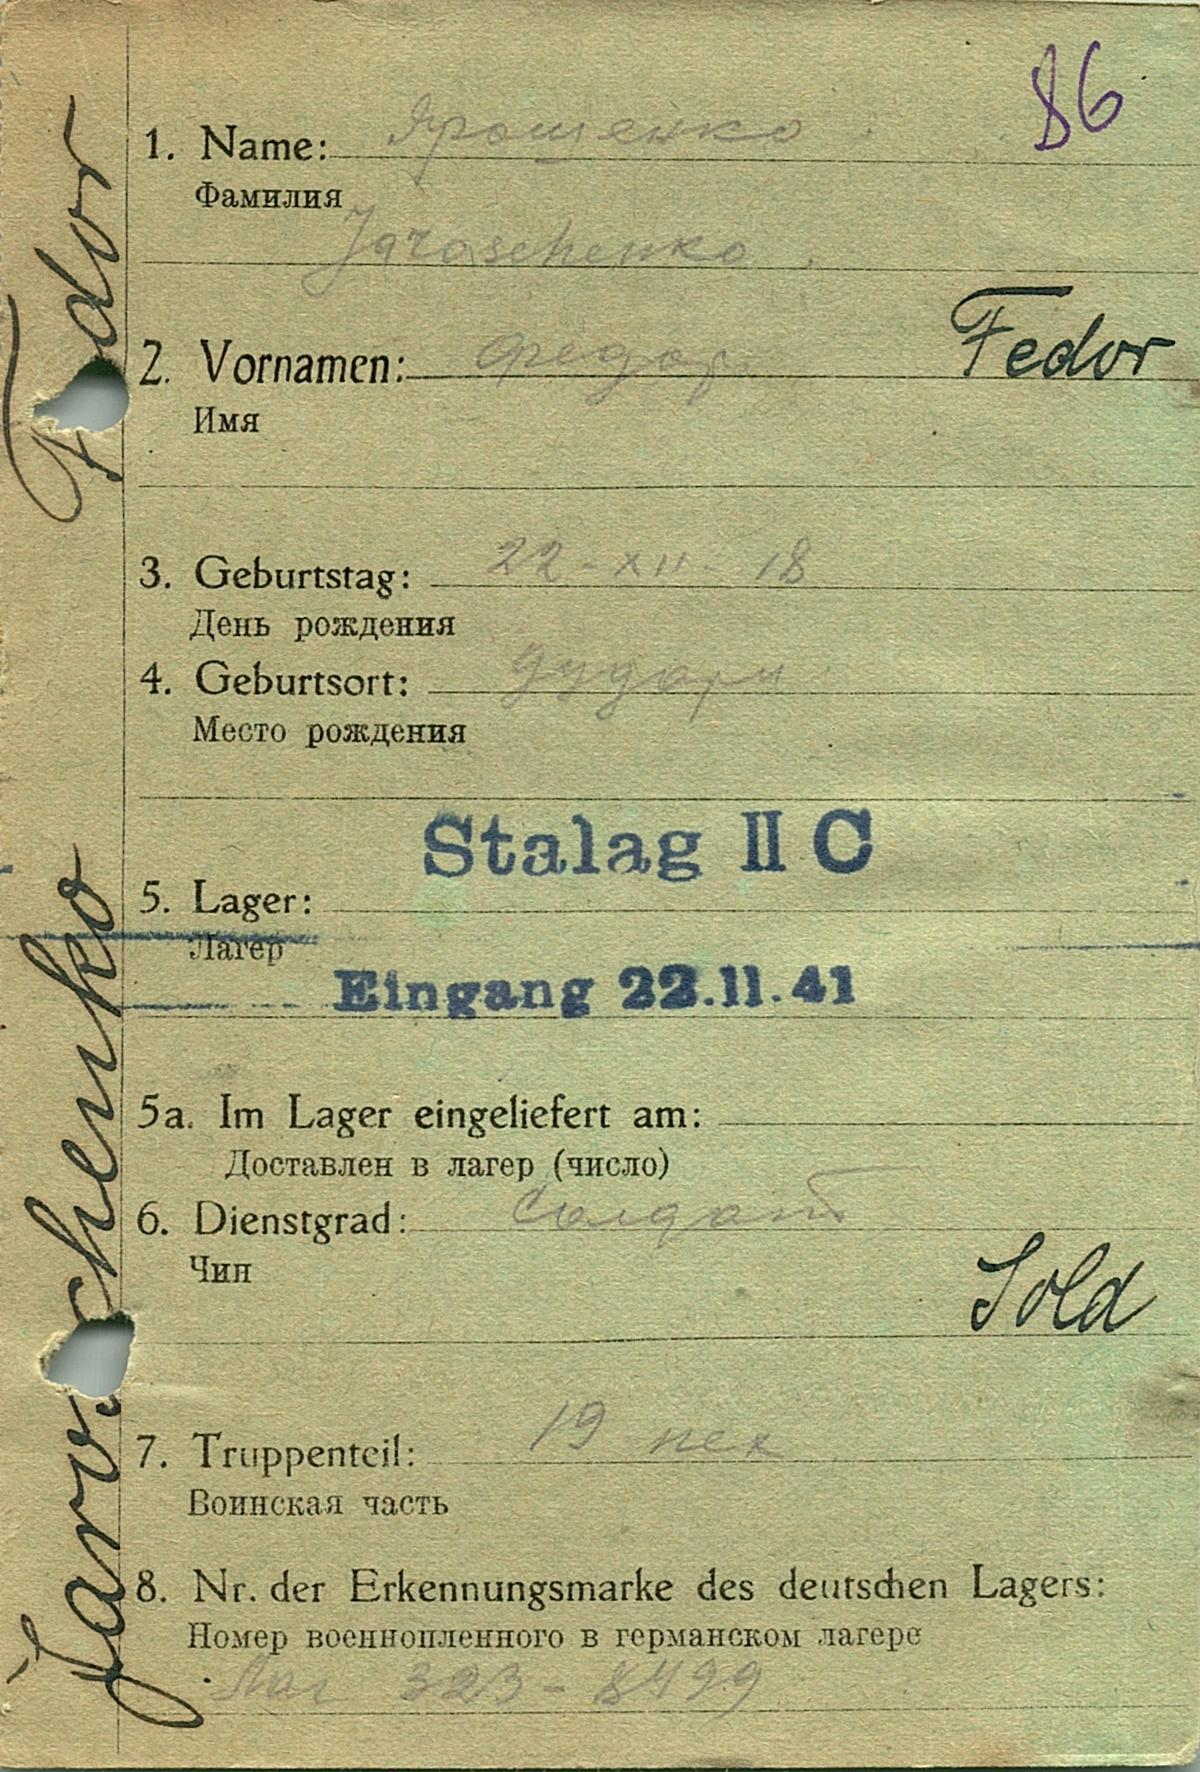 86
1. Name: Ярошенко
Фамилия
Jaroschenko
2. Vornamen: Федор Fedor
Имя
3. Geburtstag: 22-XII-18
День рождения
4. Geburtsort: Дудари
Место рождения
Stalag II C
5. Lager:
Лагер
Eingang 22.11.41
5a. Im Lager eingeliefert am:
Доставлен в лагер (число)
6. Dienstgrad: Солдат
Чин
Sold
7. Truppenteil: 19 пех
Воинская часть
8. Nr. der Erkennungsmarke des deutschen Lagers:
Номер военнопленного в германском лагере
323 - 8499
Jaroschenko Fedor